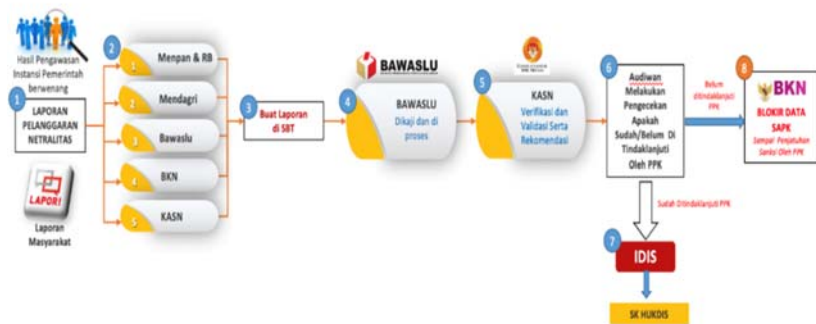 Hasil Pengawasan
Instansi Pemerintah
berwenang
1
LAPORAN
PELANGGARAN
NETRALITAS
LAPOR!
Laporan
Masyarakat
2
1
Menpan & RB
2
Mendagri
3
Bawaslu
4
BKN
5
KASN
3
Buat Laporan
di SBT
BAWASLU
4
BAWASLU
Dikaji dan di
proses
5
KASN
Verifikasi dan
Validasi Serta
Rekomendasi
6
Audiwan
Melakukan
Pengecekan
Apakah
Sudah/Belum Di
Tindaklanjuti
Oleh PPK
Belum
ditindaklanjuti
PPK
8
BKN
BLOKIR DATA
SAPK
Sampai Penjatuhan
Sanksi Oleh PPK
Sudah Ditindaklanjuti PPK
7
IDIS
SK HUKDIS